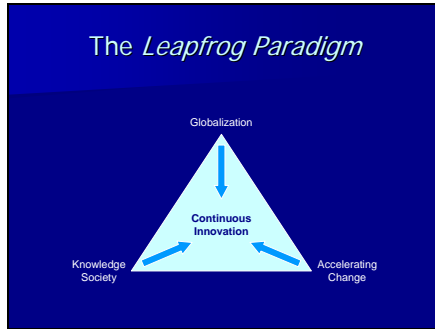 The Leapfrog Paradigm
Globalization
Continuous
Innovation
Knowledge
Society
Accelerating
Change